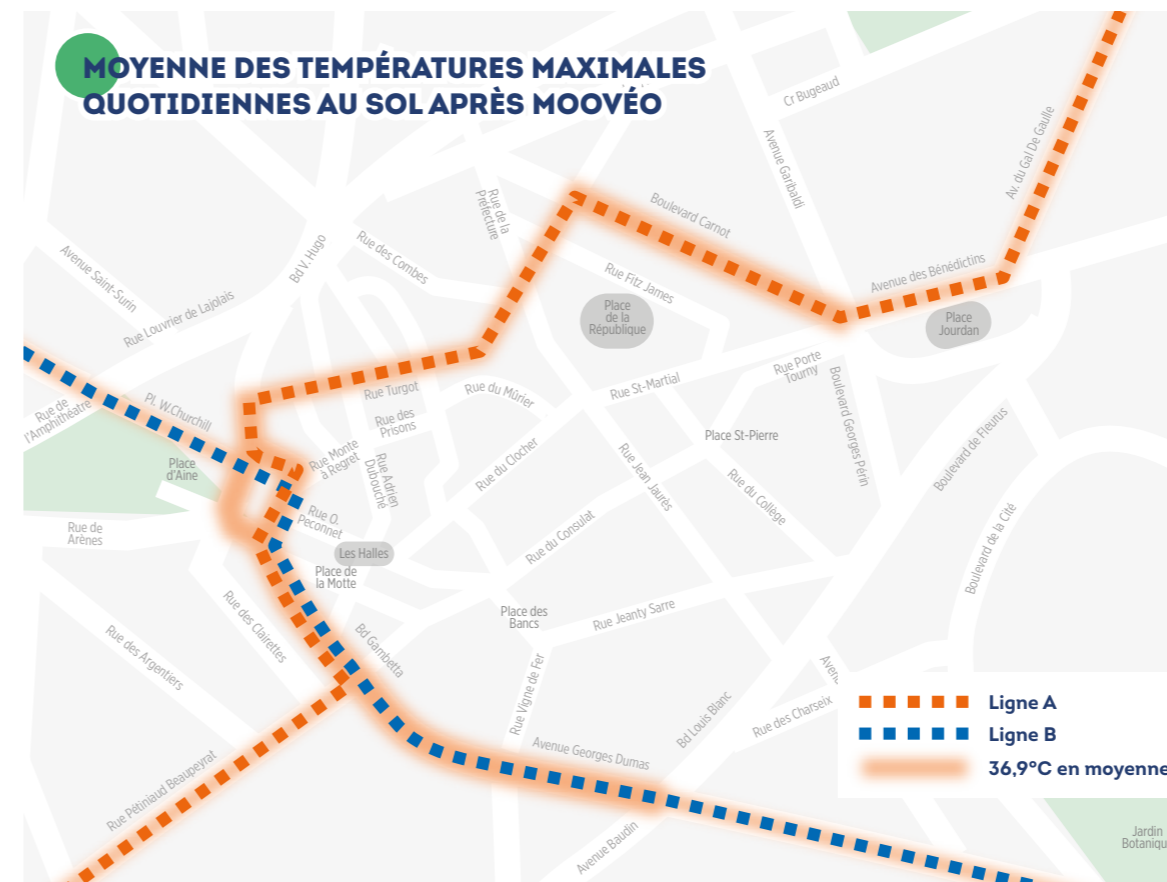 MOYENNE DES TEMPÉRATURES MAXIMALES
QUOTIDIENNES AU SOL APRÈS MOOVÉO
Cr Bugeaud
Avenue Garibaldi
Av. du Gal De Gaulle
Rue de la
Préfecture
Boulevard Carnot
Bd V. Hugo
Rue des Combes
Avenue Saint-Surin
Rue Fitz James
Avenue des Bénédictins
Rue Louvrier de Lajolais
Place
de la
République
Place
Jourdan
Rue Porte
Tourny
Rue Turgot
Rue du Mûrier
Rue St-Martial
Boulevard Georges Périn
Rue de
l'Amphithéatre
Pl. W.Churchill
Rue des
Prisons
Place St-Pierre
Boulevard de Fleurus
Place
d'Aine
Rue Monte
à Regret
Rue Adrien
Dubouché
Rue du Clocher
Rue Jean Jaurès
Rue du Collège
Rue de
Arènes
Rue O.
Peconnet
Les Halles
Place de
la Motte
Rue du Consulat
Boulevard de la Cité
Rue des Clairettes
Place des
Bancs
Rue Jeanty Sarre
Rue des Argentiers
Bd Gambetta
Rue Vigne de Fer
Avenu
Bd Louis Blanc
Rue des Charseix
Avenue Georges Dumas
Rue Pétiniaud Beaupeyrat
Avenue Baudin
Ligne A
Ligne B
36,9°C en moyenne
Jardin
Botaniqu